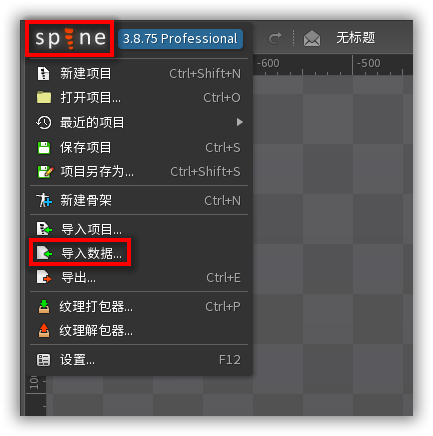 spine 3.8.75 Professional 无标题
-600 -500
新建项目 Ctrl+Shift+N
打开项目... Ctrl+O
最近的项目
保存项目 Ctrl+S
项目另存为... Ctrl+Shift+S
新建骨架 Ctrl+N
导入项目...
导入数据...
导出... Ctrl+E
纹理打包器... Ctrl+P
纹理解包器...
设置... F12